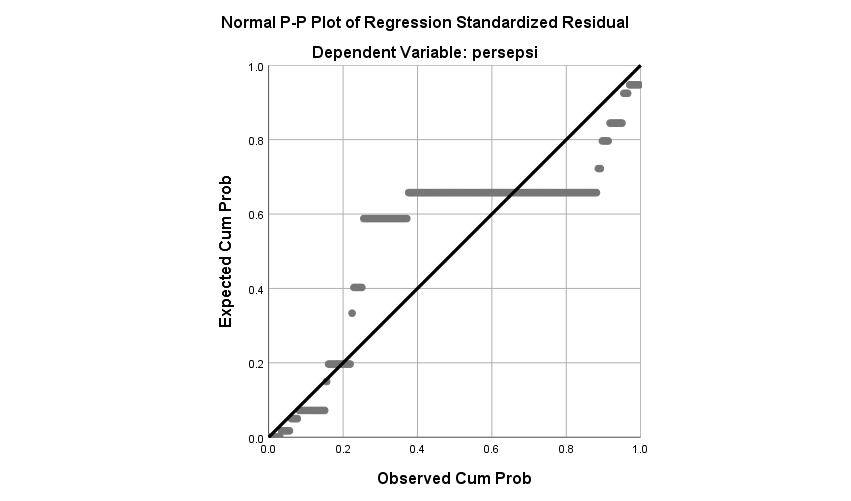 Normal P-P Plot of Regression Standardized Residual
Dependent Variable: persepsi
1.0
0.8
0.6
0.4
0.2
0.0
Expected Cum Prob
0.0 0.2 0.4 0.6 0.8 1.0
Observed Cum Prob